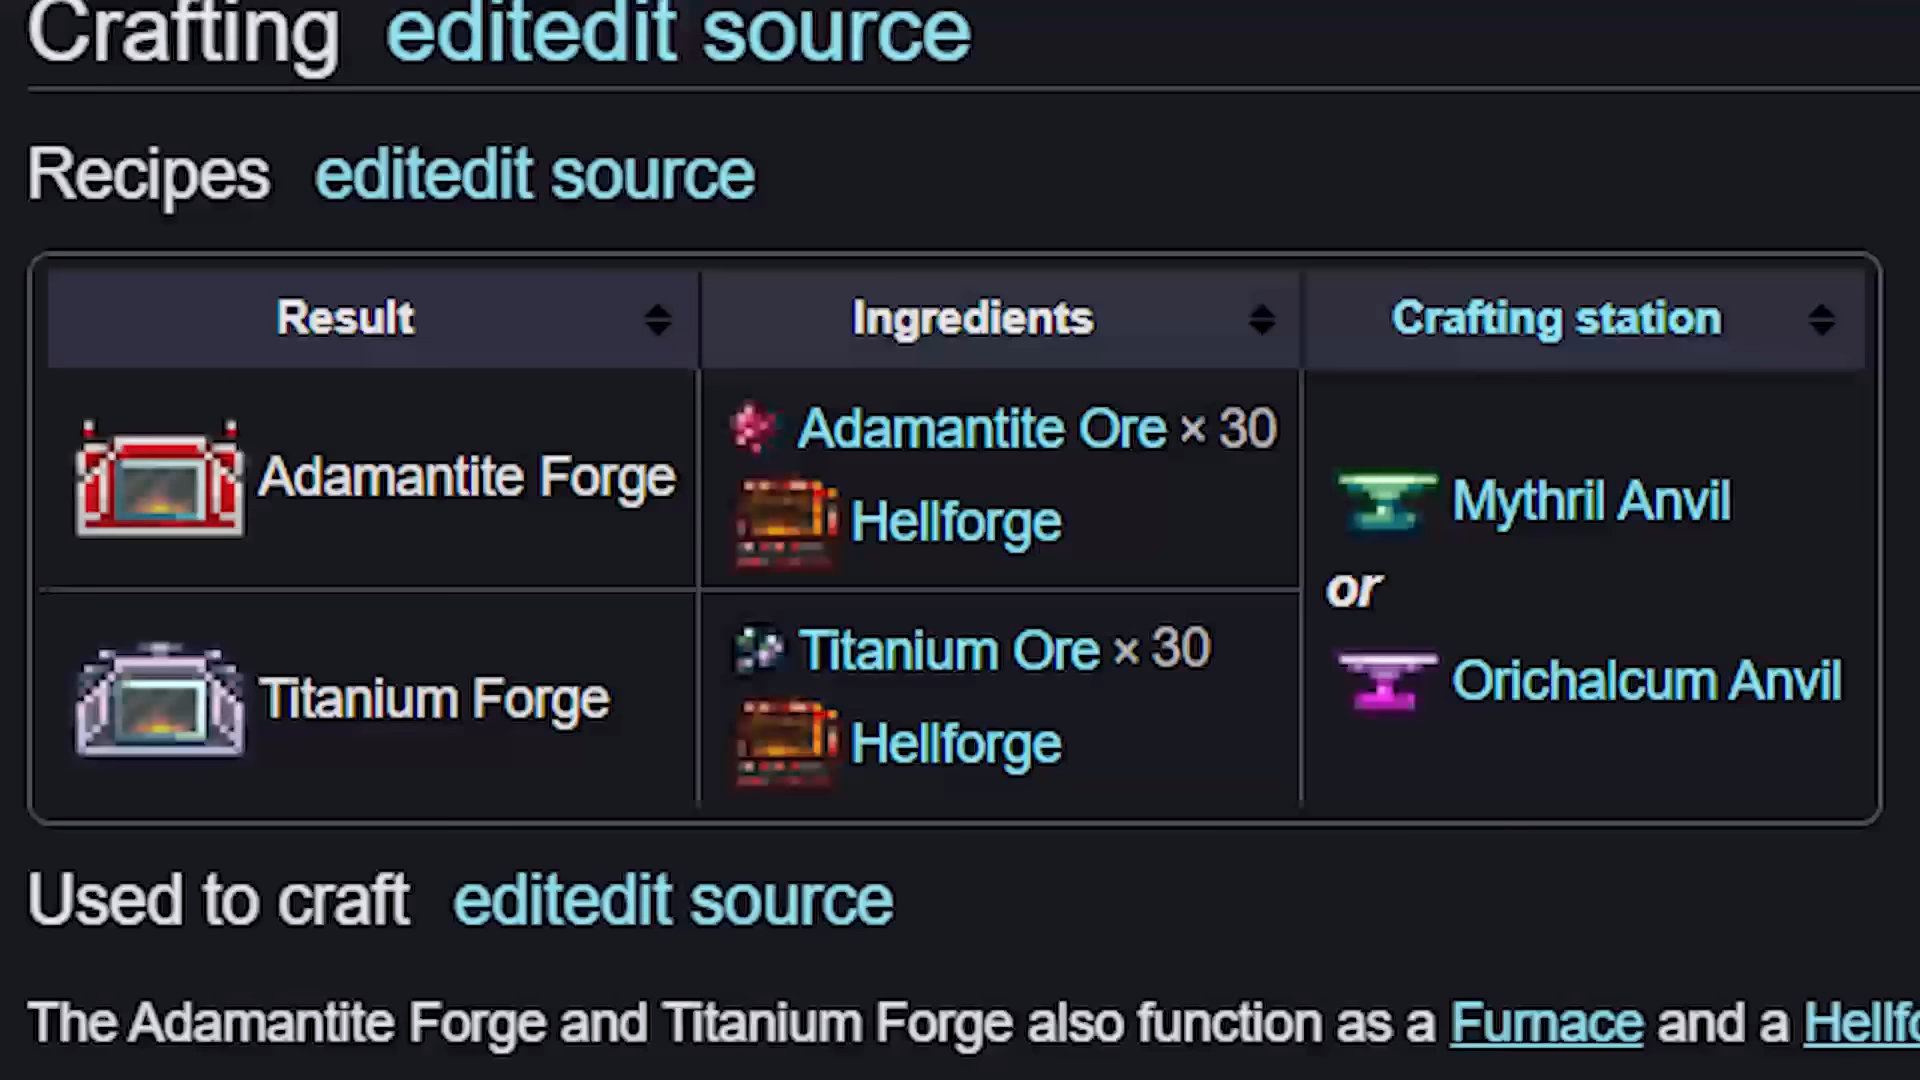 Crafting editedit source
Recipes editedit source
Result Ingredients Crafting station
Adamantite Forge
Adamantite Ore × 30
Hellforge
Titanium Forge
Titanium Ore × 30
Hellforge
Mythril Anvil
or
Orichalcum Anvil
Used to craft editedit source
The Adamantite Forge and Titanium Forge also function as a Furnace and a Hellfo